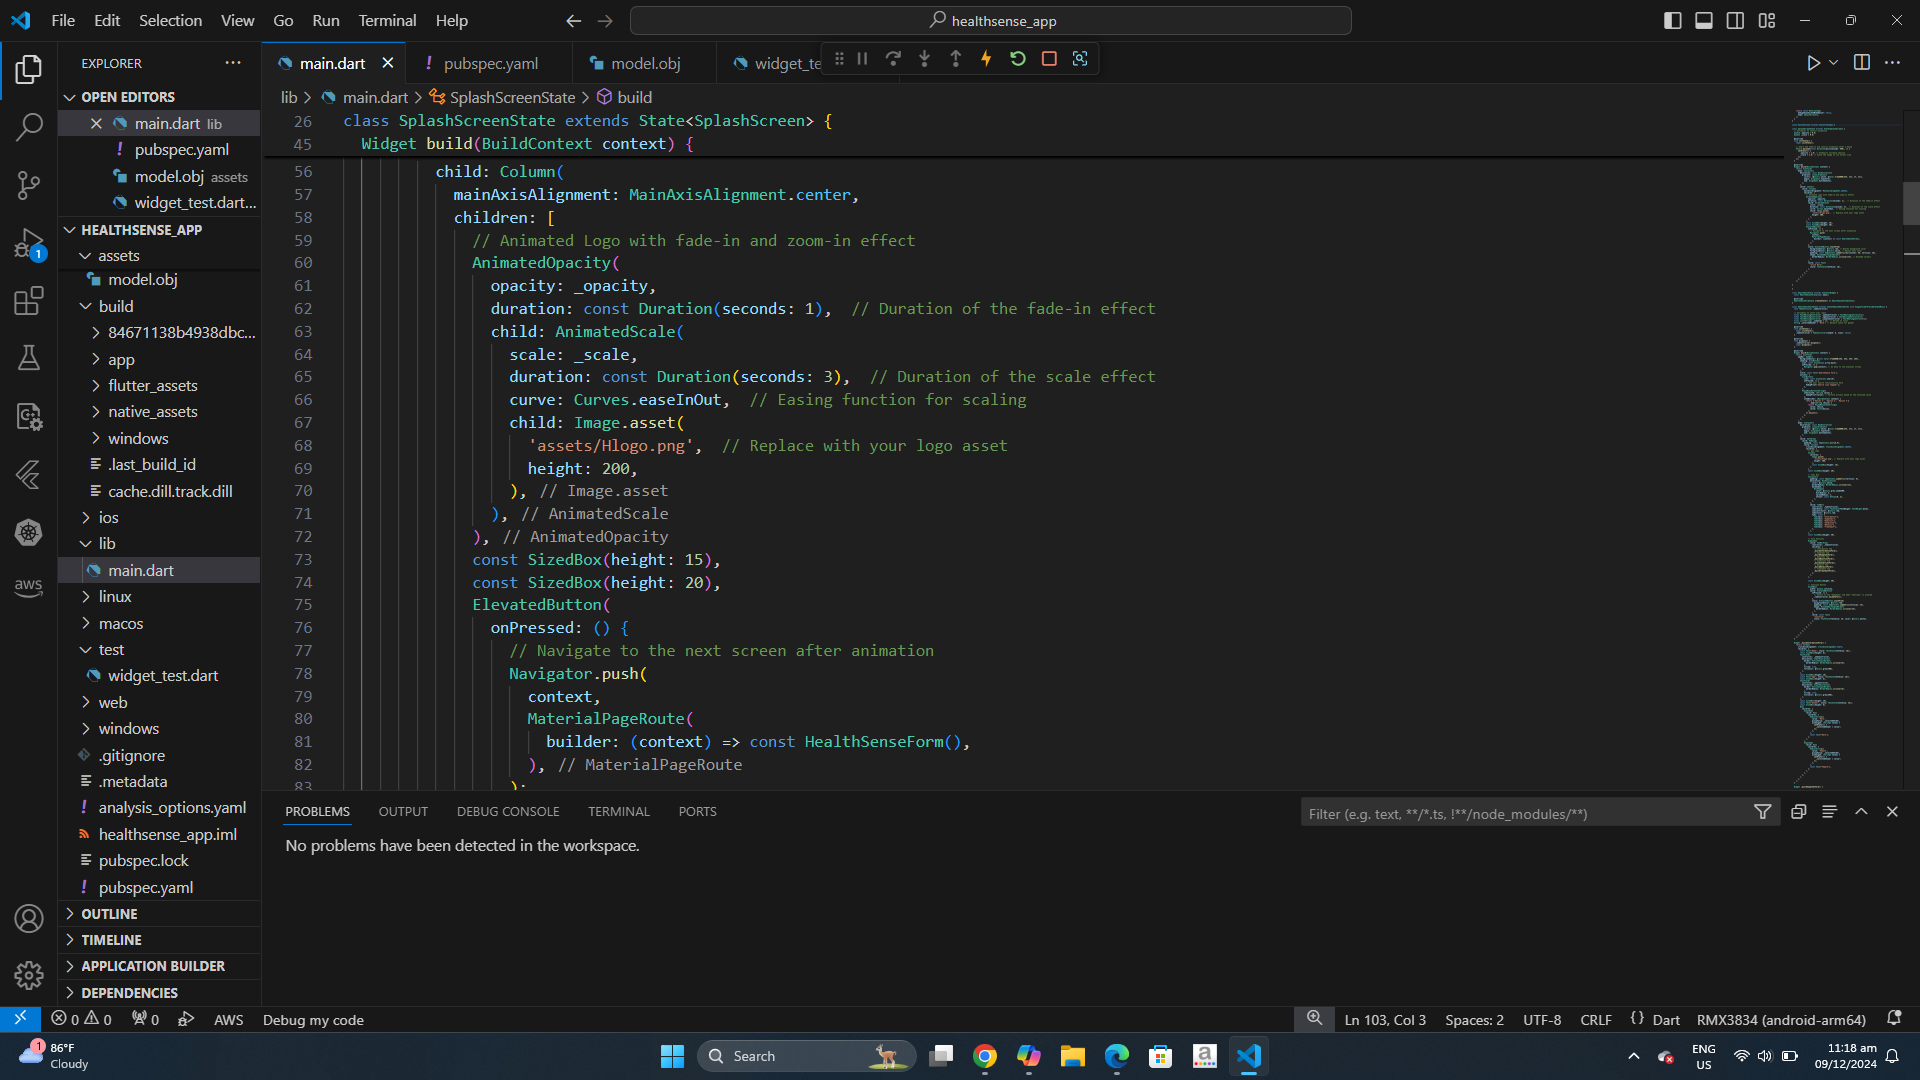 File Edit Selection View Go Run Terminal Help
healthsense_app
EXPLORER
main.dart
pubspec.yaml
model.obj
widget_te
OPEN EDITORS
main.dart lib
pubspec.yaml
model.obj assets
widget_test.dart...
HEALTHSENSE_APP
assets
model.obj
build
84671138b4938dbc...
app
flutter_assets
native_assets
windows
.last_build_id
cache.dill.track.dill
ios
lib
main.dart
linux
macos
test
widget_test.dart
web
windows
.gitignore
.metadata
analysis_options.yaml
healthsense_app.iml
pubspec.lock
pubspec.yaml
OUTLINE
TIMELINE
APPLICATION BUILDER
DEPENDENCIES
1
aws
lib > main.dart > SplashScreenState > build
26 class SplashScreenState extends State<SplashScreen> {
45 Widget build(BuildContext context) {
56 child: Column(
57 mainAxisAlignment: MainAxisAlignment.center,
58 children: [
59 // Animated Logo with fade-in and zoom-in effect
60 AnimatedOpacity(
61 opacity: _opacity,
62 duration: const Duration(seconds: 1), // Duration of the fade-in effect
63 child: AnimatedScale(
64 scale: _scale,
65 duration: const Duration(seconds: 3), // Duration of the scale effect
66 curve: Curves.easeInOut, // Easing function for scaling
67 child: Image.asset(
68 'assets/Hlogo.png', // Replace with your logo asset
69 height: 200,
70 ), // Image.asset
71 ), // AnimatedScale
72 ), // AnimatedOpacity
73 const SizedBox(height: 15),
74 const SizedBox(height: 20),
75 ElevatedButton(
76 onPressed: () {
77 // Navigate to the next screen after animation
78 Navigator.push(
79 context,
80 MaterialPageRoute(
81 builder: (context) => const HealthSenseForm(),
82 ), // MaterialPageRoute
83 );
PROBLEMS OUTPUT DEBUG CONSOLE TERMINAL PORTS
Filter (e.g. text, **/*.ts, !**/node_modules/**)
No problems have been detected in the workspace.
0 0 0 AWS Debug my code
Ln 103, Col 3 Spaces: 2 UTF-8 CRLF {} Dart RMX3834 (android-arm64)
1
86°F
Cloudy
Search
a
ENG
US
11:18 am
09/12/2024